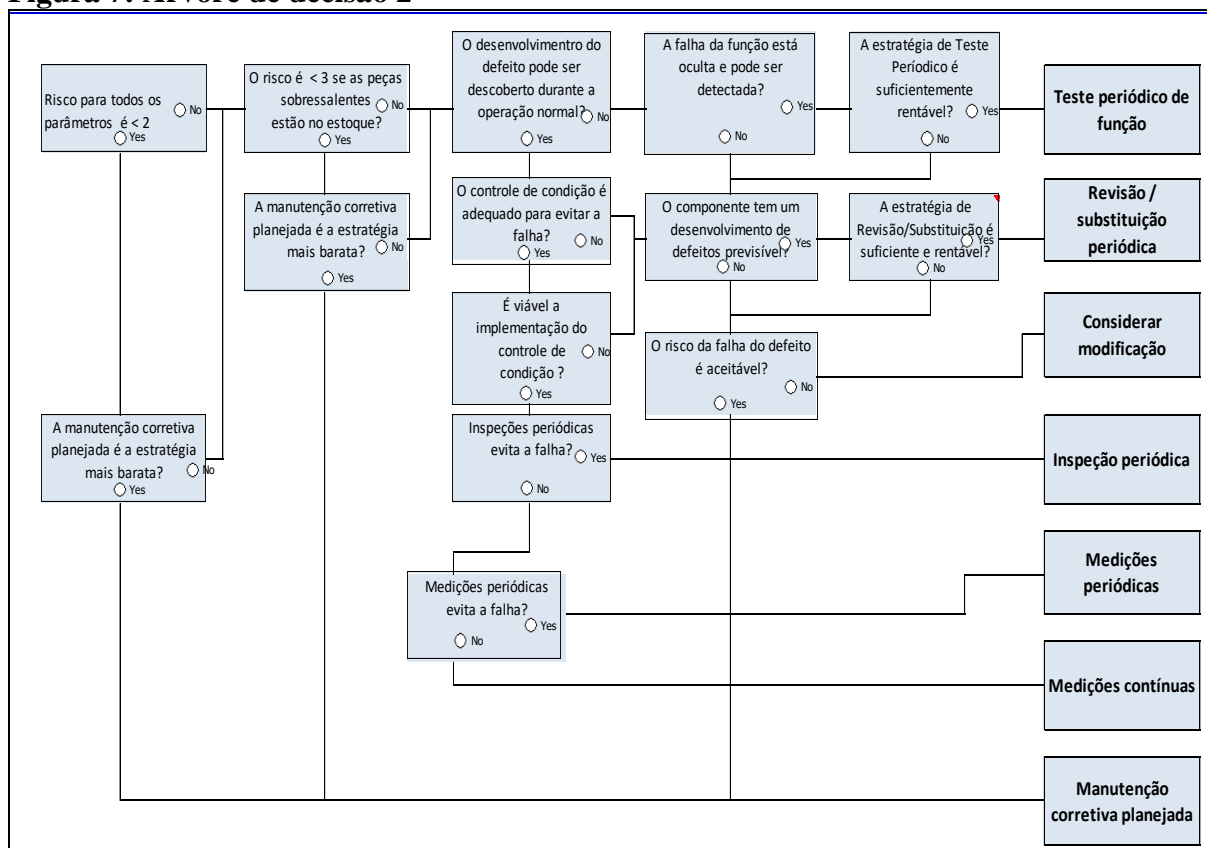 Figura 7: Árvore de decisão 2
Risco para todos os
parâmetros é < 2
No
Yes
O risco é < 3 se as peças
sobressalentes
estão no estoque?
No
Yes
O desenvolvimentro do
defeito pode ser
descoberto durante a
operação normal?
No
Yes
A falha da função está
oculta e pode ser
detectada?
Yes
No
A estratégia de Teste
Períodico é
suficientemente
rentável?
Yes
No
Teste periódico de
função
A manutenção corretiva
planejada é a estratégia
mais barata?
No
Yes
O controle de condição é
adequado para evitar a
falha?
No
Yes
O componente tem um
desenvolvimento de
defeitos previsível?
Yes
No
A estratégia de
Revisão/Substituição é
suficiente e rentável?
Yes
No
Revisão /
substituição
periódica
É viável a
implementação do
controle de
condição ?
No
Yes
O risco da falha do defeito
é aceitável?
No
Yes
Considerar
modificação
A manutenção corretiva
planejada é a estratégia
mais barata?
No
Yes
Inspeções periódicas
evita a falha?
Yes
No
Inspeção periódica
Medições periódicas
evita a falha?
Yes
No
Medições
periódicas
Medições contínuas
Manutenção
corretiva planejada